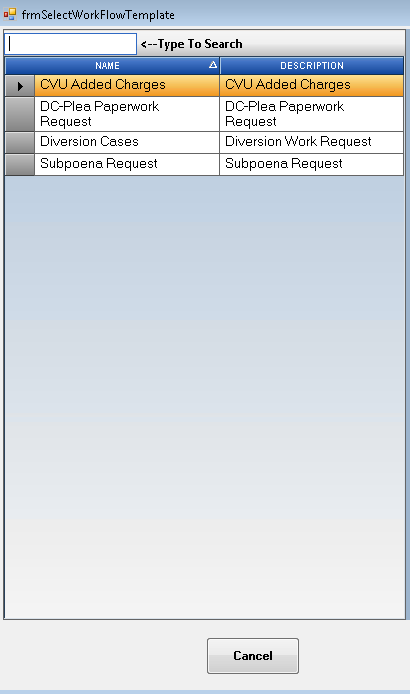 frmSelectWorkFlowTemplate
<--Type To Search
NAME DESCRIPTION
CVU Added Charges CVU Added Charges
DC-Plea Paperwork DC-Plea Paperwork
Request Request
Diversion Cases Diversion Work Request
Subpoena Request Subpoena Request
Cancel